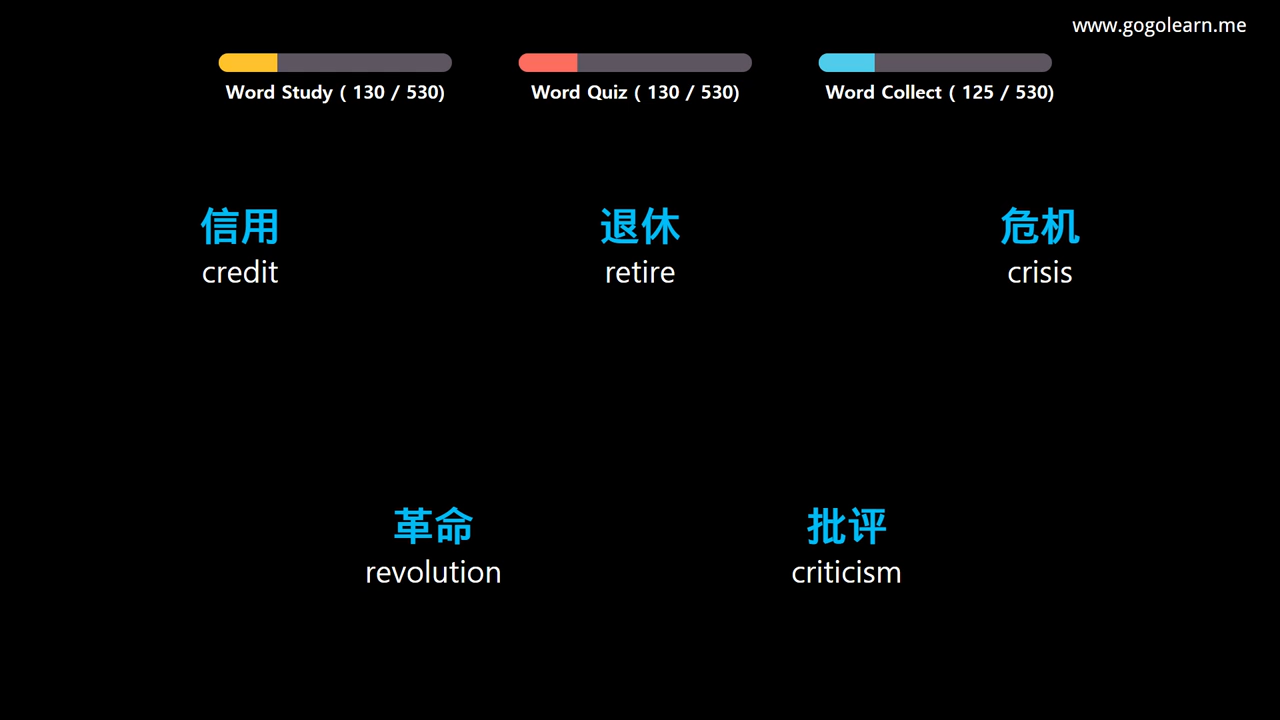 www.gogolearn.me
Word Study ( 130 / 530)
Word Quiz ( 130 / 530)
Word Collect ( 125 / 530)
信用
credit
退休
retire
危机
crisis
革命
revolution
批评
criticism